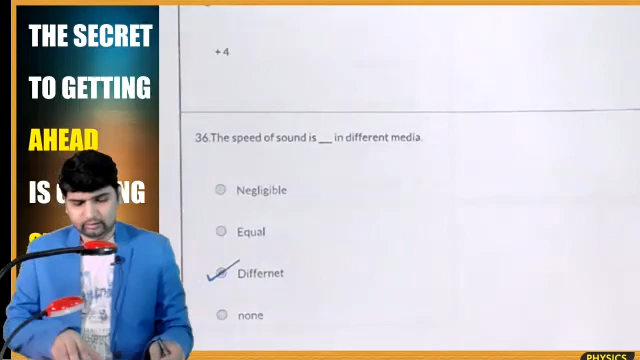 THE SECRET
TO GETTING
AHEAD
IS
NG
+4
36.The speed of sound is __ in different media.
Negligible
Equal
Differnet
none
PHYSICS